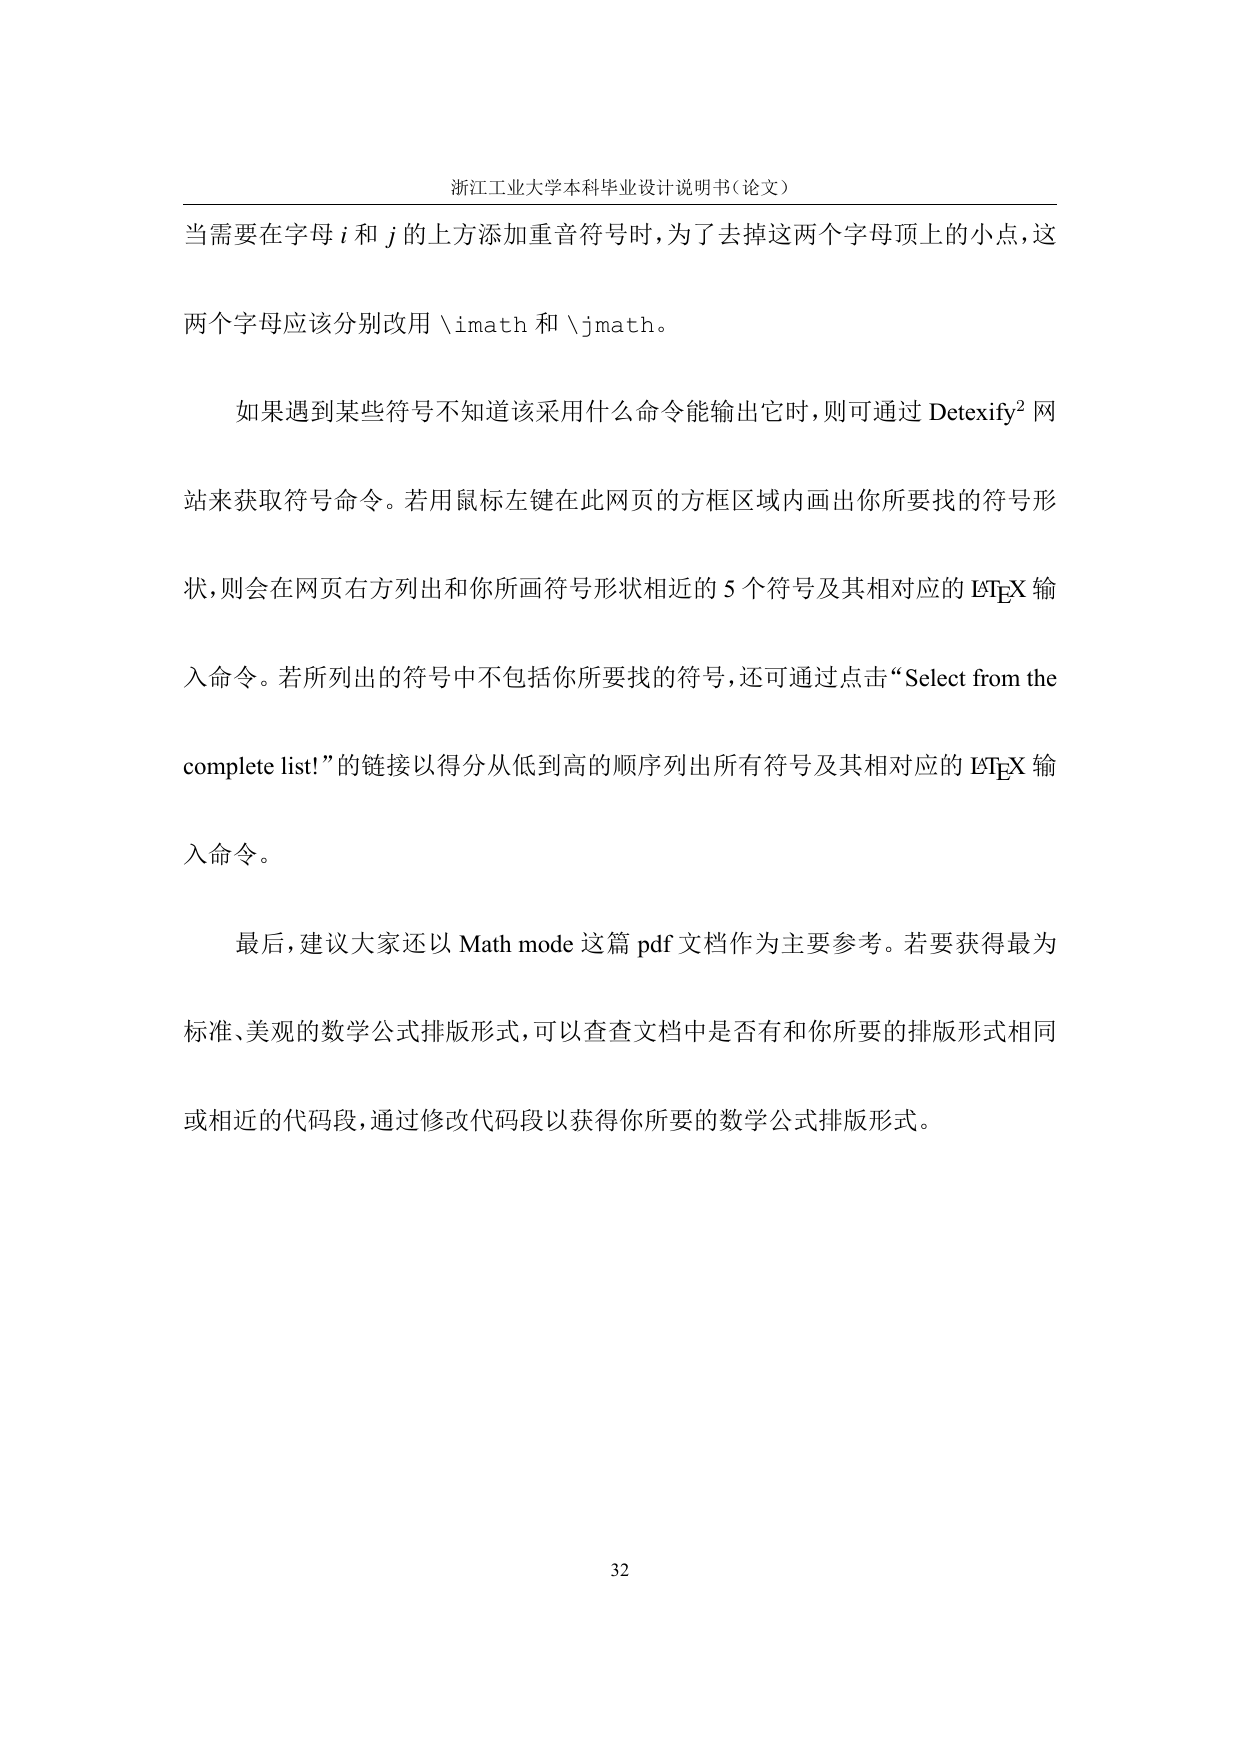 浙江工业大学本科毕业设计说明书（论文）
当需要在字母 i 和 j 的上方添加重音符号时，为了去掉这两个字母顶上的小点，这
两个字母应该分别改用 \imath 和 \jmath。
如果遇到某些符号不知道该采用什么命令能输出它时，则可通过 Detexify² 网
站来获取符号命令。若用鼠标左键在此网页的方框区域内画出你所要找的符号形
状，则会在网页右方列出和你所画符号形状相近的 5 个符号及其相对应的 LATEX 输
入命令。若所列出的符号中不包括你所要找的符号，还可通过点击“Select from the
complete list!”的链接以得分从低到高的顺序列出所有符号及其相对应的 LATEX 输
入命令。
最后，建议大家还以 Math mode 这篇 pdf 文档作为主要参考。若要获得最为
标准、美观的数学公式排版形式，可以查查文档中是否有和你所要的排版形式相同
或相近的代码段，通过修改代码段以获得你所要的数学公式排版形式。
32